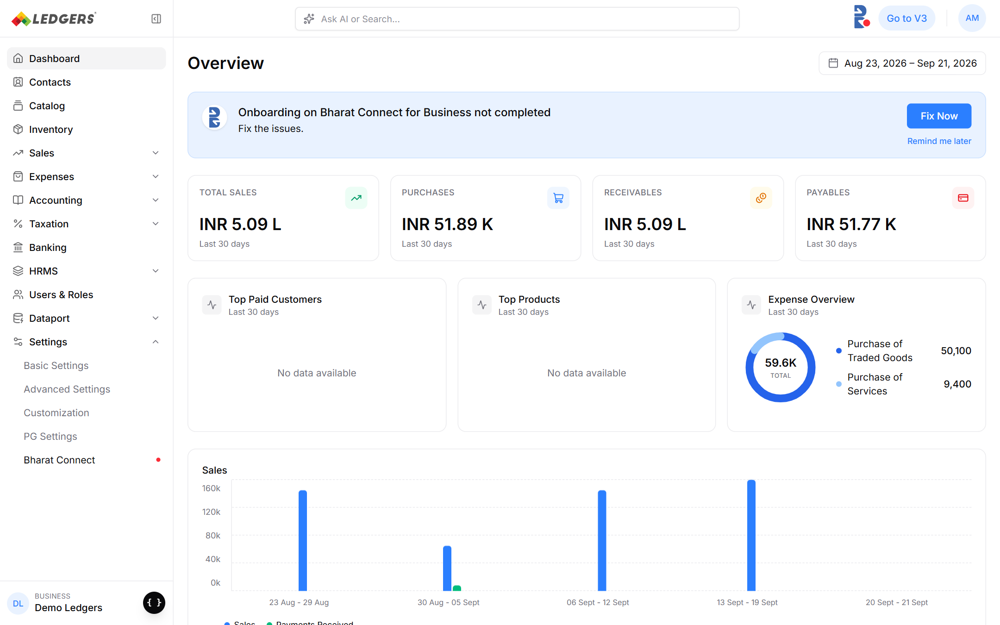 LEDGERS
Ask AI or Search...
Go to V3
AM
Dashboard
Contacts
Catalog
Inventory
Sales
Expenses
Accounting
Taxation
Banking
HRMS
Users & Roles
Dataport
Settings
Basic Settings
Advanced Settings
Customization
PG Settings
Bharat Connect
DL
BUSINESS
Demo Ledgers
{ }
Overview
Aug 23, 2026 – Sep 21, 2026
Onboarding on Bharat Connect for Business not completed
Fix the issues.
Fix Now
Remind me later
TOTAL SALES
INR 5.09 L
Last 30 days
PURCHASES
INR 51.89 K
Last 30 days
RECEIVABLES
INR 5.09 L
Last 30 days
PAYABLES
INR 51.77 K
Last 30 days
Top Paid Customers
Last 30 days
No data available
Top Products
Last 30 days
No data available
Expense Overview
Last 30 days
59.6K
TOTAL
Purchase of
Traded Goods
50,100
Purchase of
Services
9,400
Sales
160k
120k
80k
40k
0k
23 Aug - 29 Aug
30 Aug - 05 Sept
06 Sept - 12 Sept
13 Sept - 19 Sept
20 Sept - 21 Sept
Sales
Payments Received